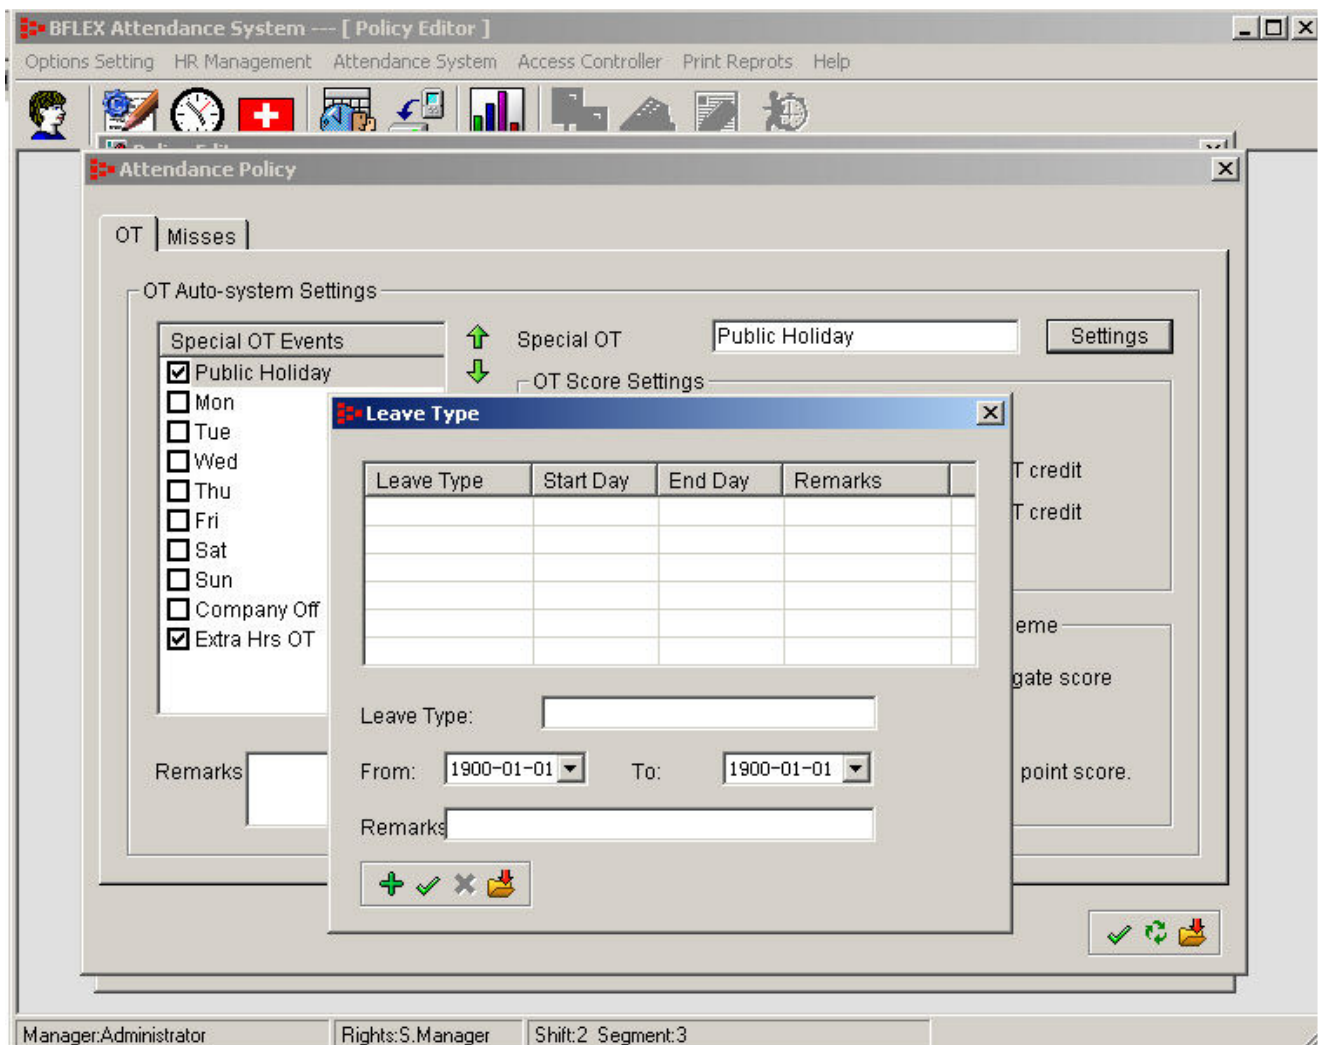 BFLEX Attendance System --- [ Policy Editor ]
Options Setting HR Management Attendance System Access Controller Print Reprots Help
Attendance Policy
OT Misses
OT Auto-system Settings
Special OT Events
Special OT Public Holiday Settings
Public Holiday
OT Score Settings
Mon
Tue
Wed
Thu
Fri
Sat
Sun
Company Off
Extra Hrs OT
T credit
T credit
eme
gate score
point score.
Remarks
Leave Type
Leave Type Start Day End Day Remarks
Leave Type:
From: 1900-01-01 To: 1900-01-01
Remarks
Manager:Administrator Rights:S.Manager Shift:2 Segment:3